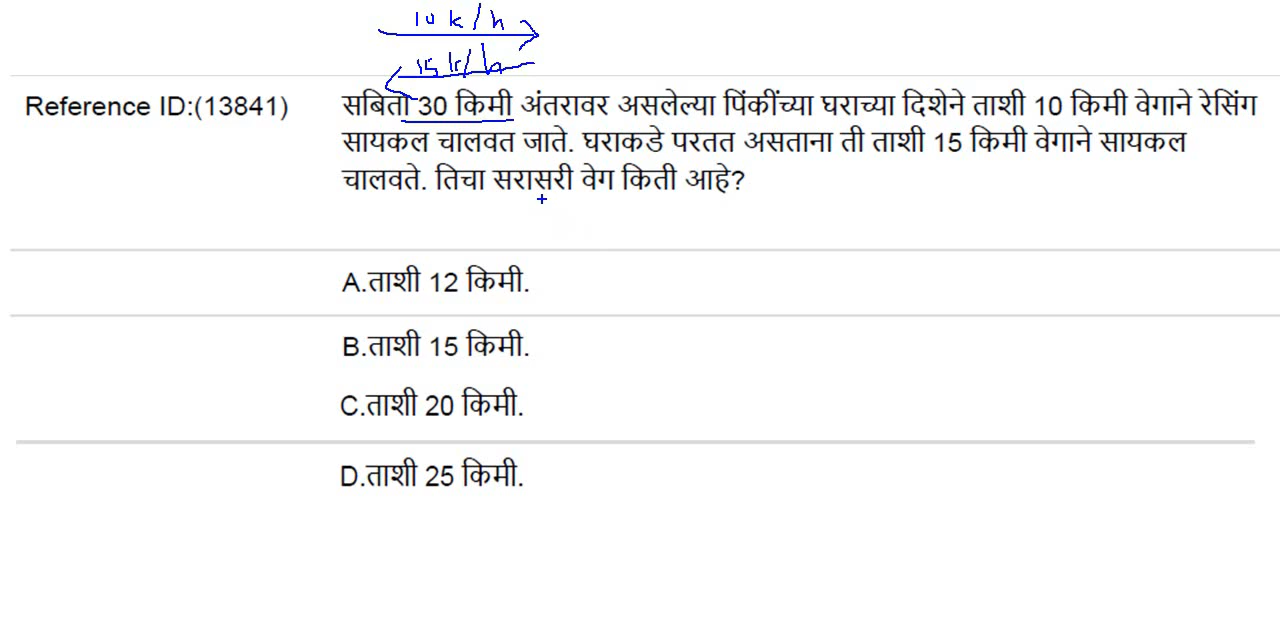 10 k/h
15 k/h
Reference ID:(13841) सबिता 30 किमी अंतरावर असलेल्या पिंकींच्या घराच्या दिशेने ताशी 10 किमी वेगाने रेसिंग
सायकल चालवत जाते. घराकडे परतत असताना ती ताशी 15 किमी वेगाने सायकल
चालवते. तिचा सरासरी वेग किती आहे?
A.ताशी 12 किमी.
B.ताशी 15 किमी.
C.ताशी 20 किमी.
D.ताशी 25 किमी.